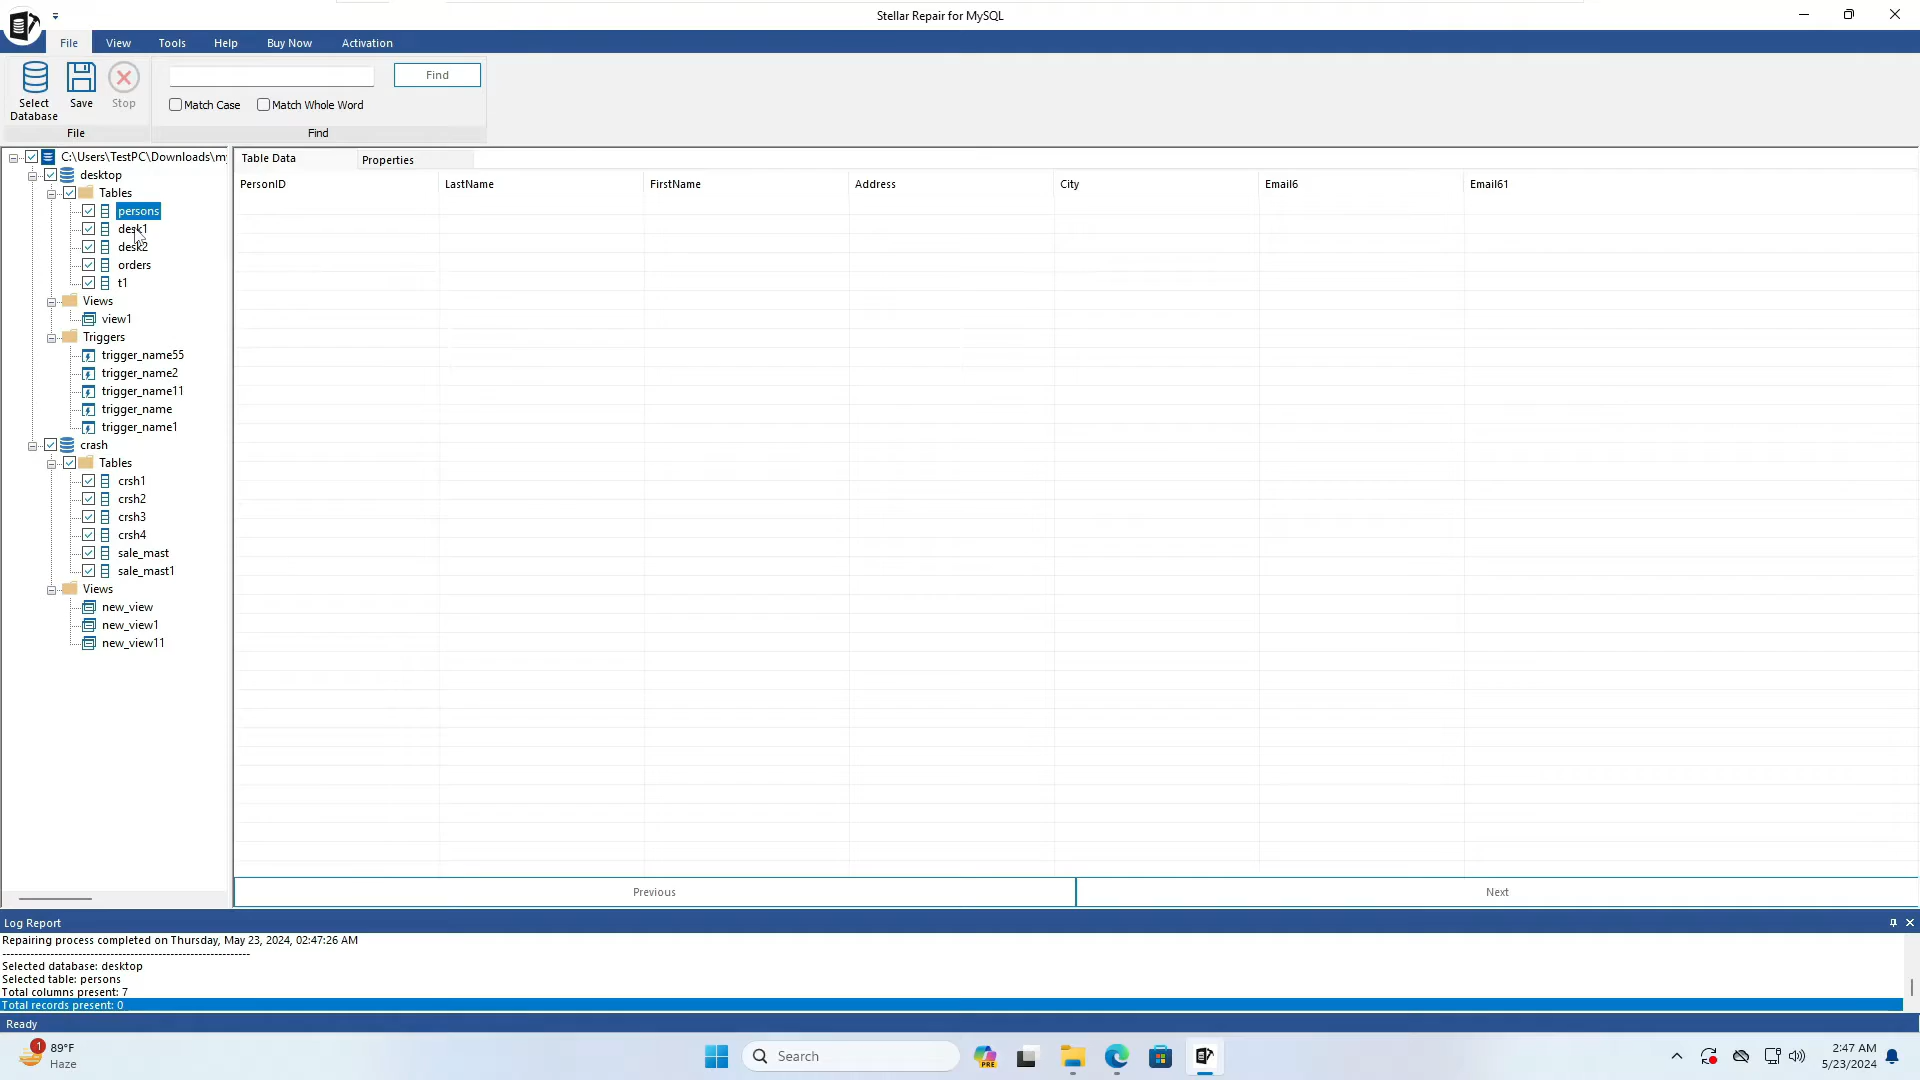 Stellar Repair for MySQL
File View Tools Help Buy Now Activation
Select Database
Save
Stop
File
Find
Match Case
Match Whole Word
Find
C:\Users\TestPC\Downloads\my
desktop
Tables
persons
desk1
desk2
orders
t1
Views
view1
Triggers
trigger_name55
trigger_name2
trigger_name11
trigger_name
trigger_name1
crash
Tables
crsh1
crsh2
crsh3
crsh4
sale_mast
sale_mast1
Views
new_view
new_view1
new_view11
Table Data Properties
PersonID LastName FirstName Address City Email6 Email61
Previous Next
Log Report
Repairing process completed on Thursday, May 23, 2024, 02:47:26 AM
--------------------------------------------------------------
Selected database: desktop
Selected table: persons
Total columns present: 7
Total records present: 0
Ready
1
89°F
Haze
Search
PRE
2:47 AM
5/23/2024